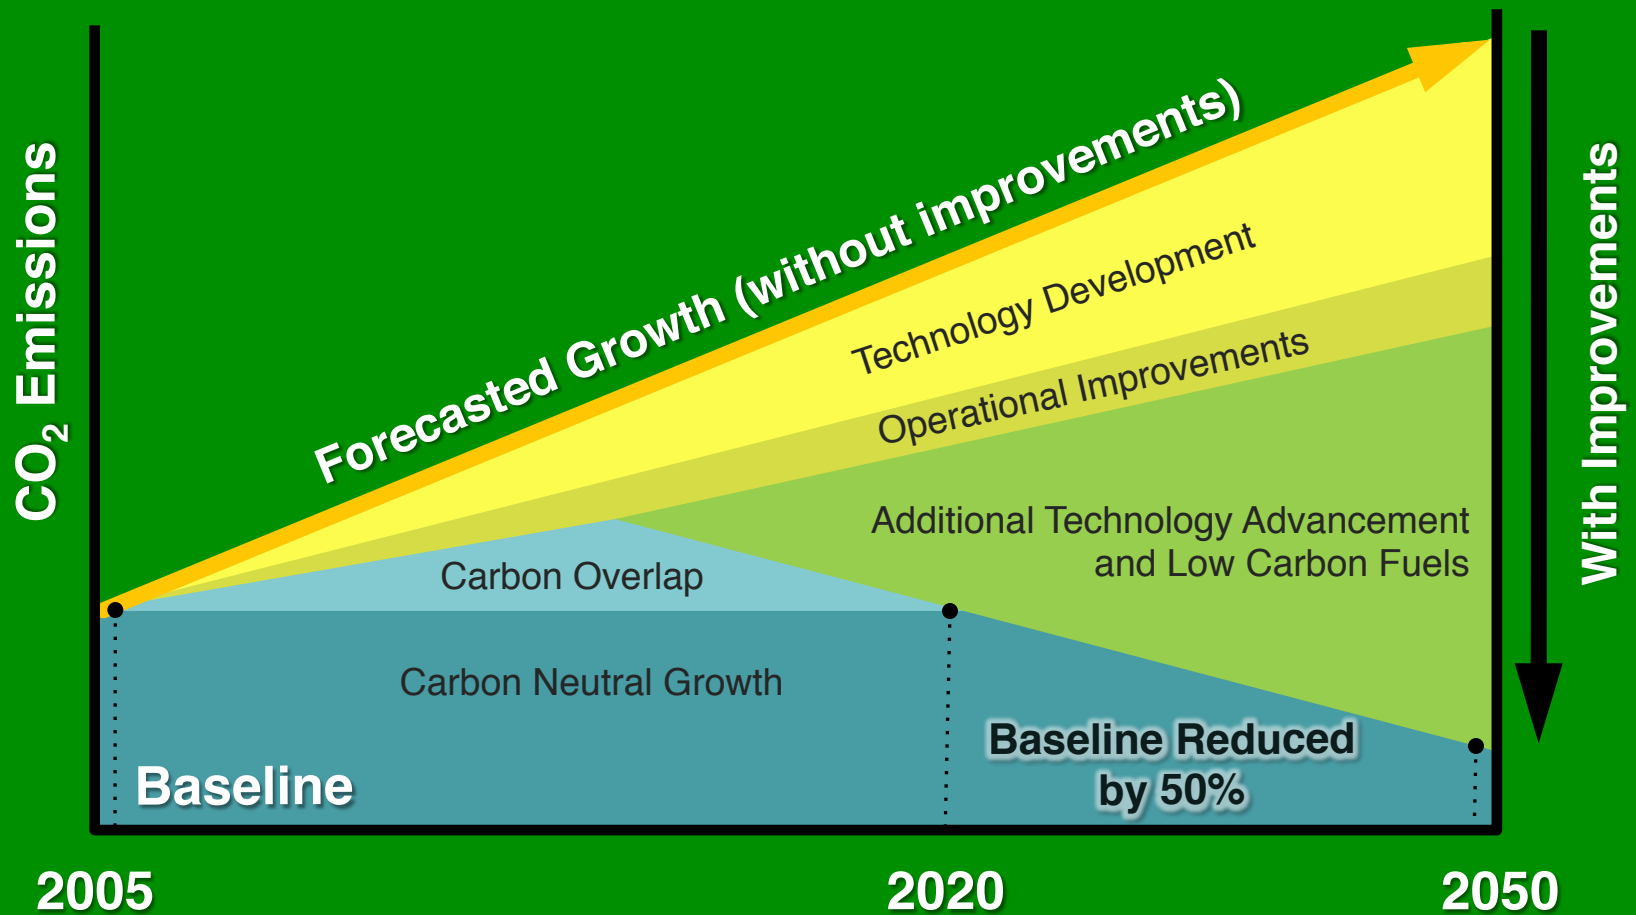 CO₂ Emissions
Forecasted Growth (without improvements)
Technology Development
Operational Improvements
Additional Technology Advancement
and Low Carbon Fuels
Carbon Overlap
Carbon Neutral Growth
Baseline
Baseline Reduced
by 50%
With Improvements
2005
2020
2050